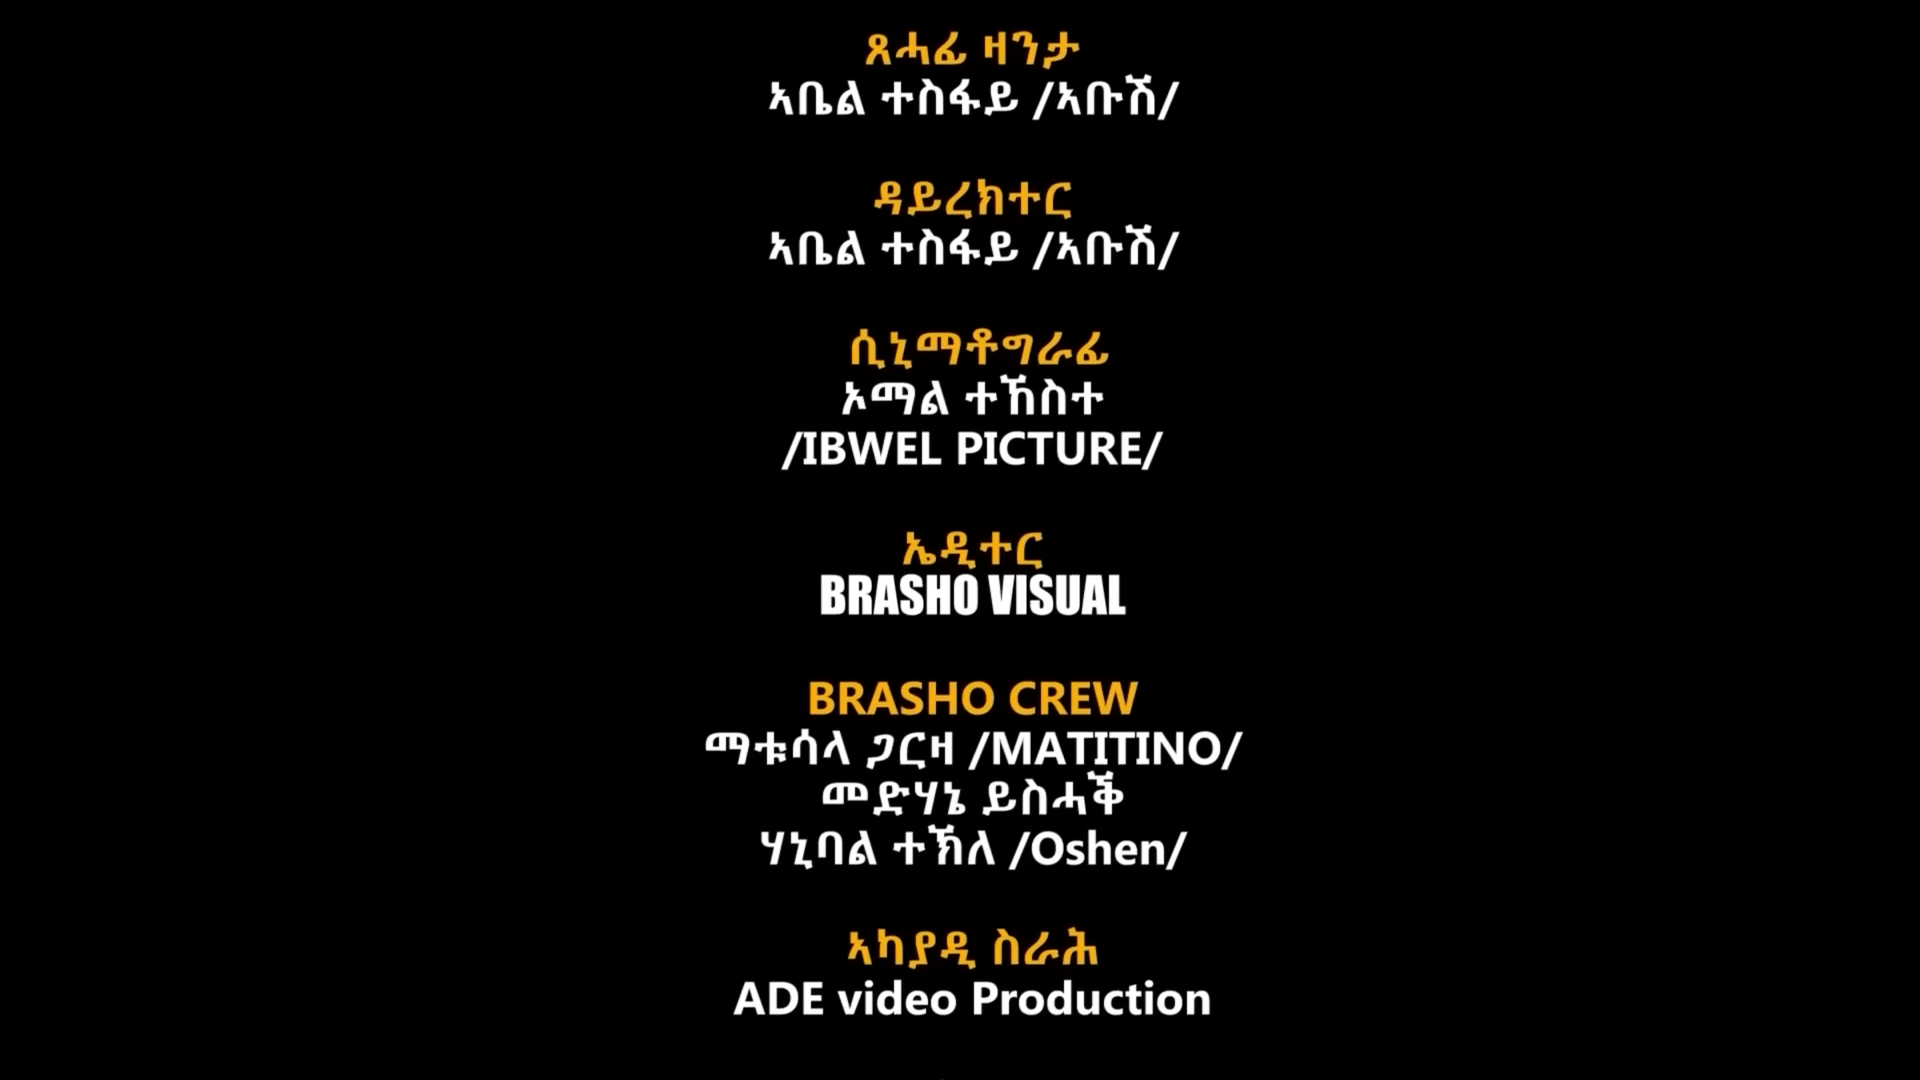 ጸሓፊ ዛንታ
ኣቤል ተስፋይ /ኣቡሽ/
ዳይረክተር
ኣቤል ተስፋይ /ኣቡሽ/
ሲኒማቶግራፊ
ኦማል ተኸስተ
/IBWEL PICTURE/
ኤዲተር
BRASHO VISUAL
BRASHO CREW
ማቱሳላ ጋርዛ /MATITINO/
መድሃኔ ይስሓቕ
ሃኒባል ተኽለ /Oshen/
ኣካያዲ ስራሕ
ADE video Production